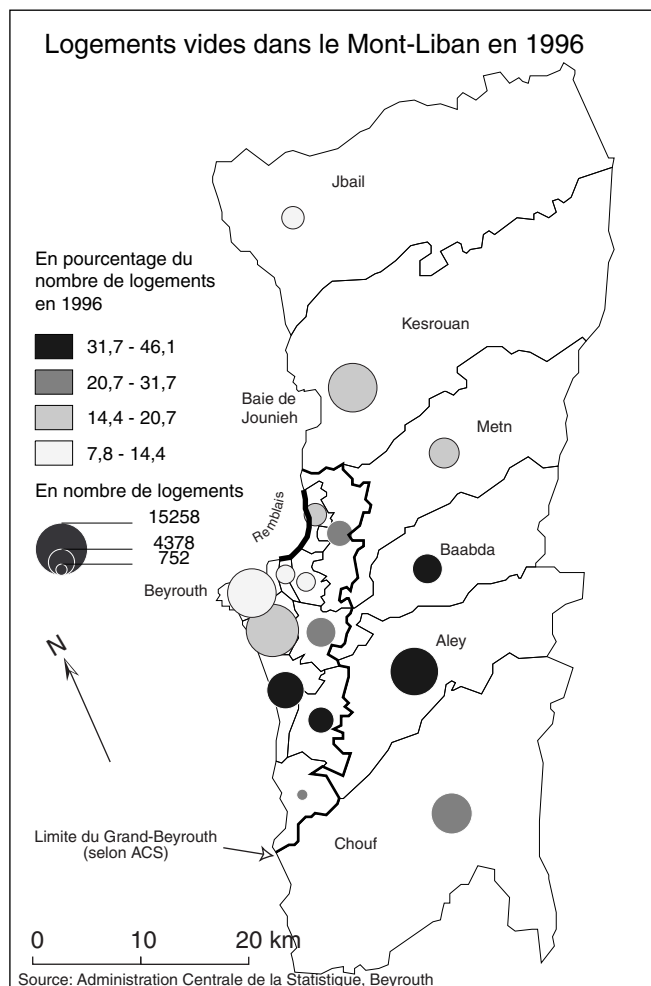 Logements vides dans le Mont-Liban en 1996
Jbail
En pourcentage du
nombre de logements
en 1996
31,7 - 46,1
20,7 - 31,7
14,4 - 20,7
7,8 - 14,4
Kesrouan
Baie de
Jounieh
Metn
En nombre de logements
15258
4378
752
Remblais
Baabda
Beyrouth
Aley
N
Limite du Grand-Beyrouth
(selon ACS)
Chouf
0 10 20 km
Source: Administration Centrale de la Statistique, Beyrouth